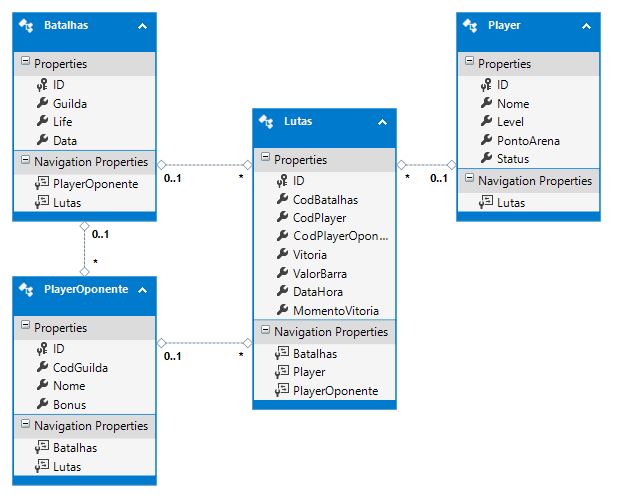 Batalhas
Properties
ID
Guilda
Life
Data
Navigation Properties
PlayerOponente
Lutas
0..1
*
0..1
*
PlayerOponente
Properties
ID
CodGuilda
Nome
Bonus
Navigation Properties
Batalhas
Lutas
0..1
*
Lutas
Properties
ID
CodBatalhas
CodPlayer
CodPlayerOpon...
Vitoria
ValorBarra
DataHora
MomentoVitoria
Navigation Properties
Batalhas
Player
PlayerOponente
*
0..1
Player
Properties
ID
Nome
Level
PontoArena
Status
Navigation Properties
Lutas